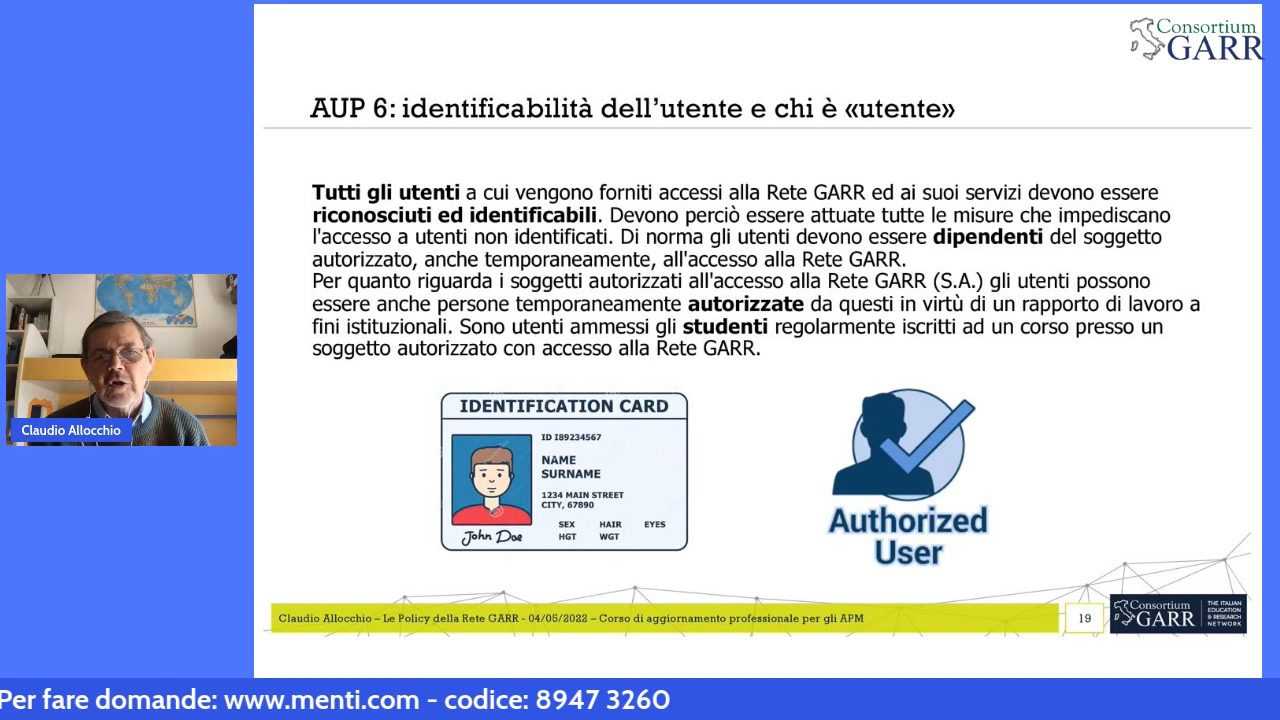 Consortium
GARR
AUP 6: identificabilità dell’utente e chi è «utente»
Tutti gli utenti a cui vengono forniti accessi alla Rete GARR ed ai suoi servizi devono essere
riconosciuti ed identificabili. Devono perciò essere attuate tutte le misure che impediscano
l'accesso a utenti non identificati. Di norma gli utenti devono essere dipendenti del soggetto
autorizzato, anche temporaneamente, all'accesso alla Rete GARR.
Per quanto riguarda i soggetti autorizzati all'accesso alla Rete GARR (S.A.) gli utenti possono
essere anche persone temporaneamente autorizzate da questi in virtù di un rapporto di lavoro a
fini istituzionali. Sono utenti ammessi gli studenti regolarmente iscritti ad un corso presso un
soggetto autorizzato con accesso alla Rete GARR.
IDENTIFICATION CARD
ID I89234567
NAME
SURNAME
1234 MAIN STREET
CITY, 67890
SEX HAIR EYES
HGT WGT
John Doe
Authorized
User
Claudio Allocchio
Claudio Allocchio – Le Policy della Rete GARR - 04/05/2022 – Corso di aggiornamento professionale per gli APM
19
Consortium
GARR
THE ITALIAN
EDUCATION
& RESEARCH
NETWORK
Per fare domande: www.menti.com - codice: 8947 3260